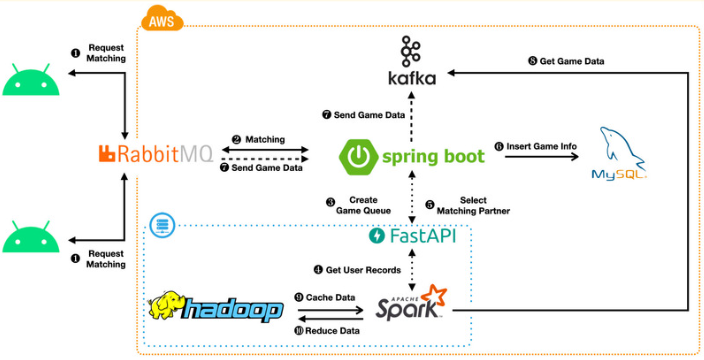 AWS
❶ Request
Matching
kafka
❽ Get Game Data
❼ Send Game Data
RabbitMQ
❷ Matching
❼ Send Game Data
spring boot
❻ Insert Game Info
MySQL
❸ Create
Game Queue
❺ Select
Matching Partner
FastAPI
❶ Request
Matching
❹ Get User Records
hadoop
❾ Cache Data
❿ Reduce Data
APACHE
Spark